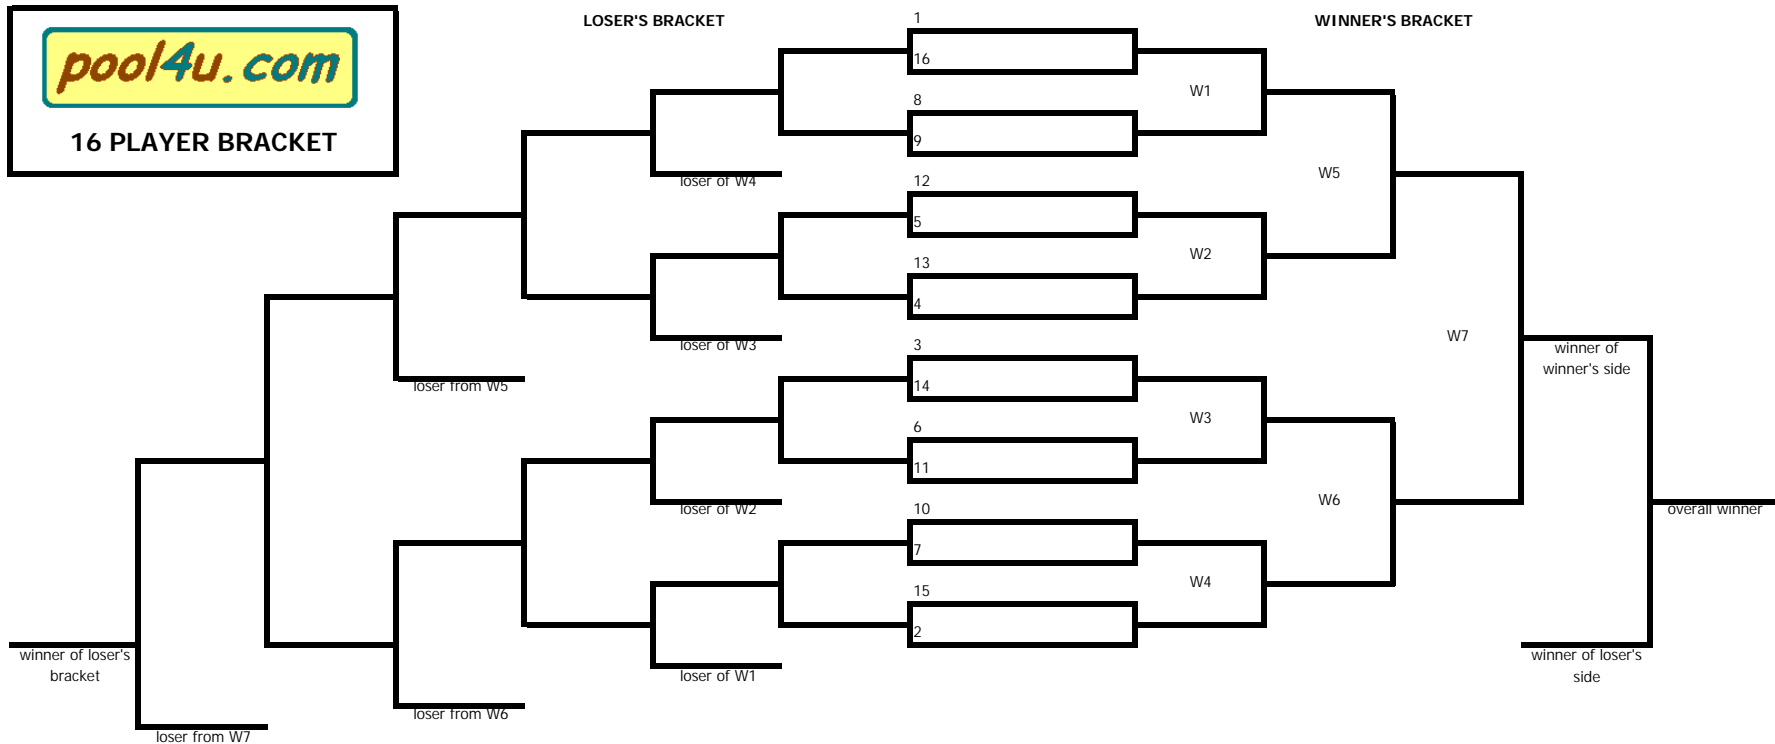 LOSER'S BRACKET
WINNER'S BRACKET
pool4u.com
16 PLAYER BRACKET
1
16
W1
8
9
loser of W4
W5
12
5
W2
13
4
loser of W3
W7
winner of
winner's side
3
14
loser from W5
W3
6
11
loser of W2
W6
overall winner
10
7
W4
15
2
winner of loser's
bracket
loser of W1
winner of loser's
side
loser from W6
loser from W7